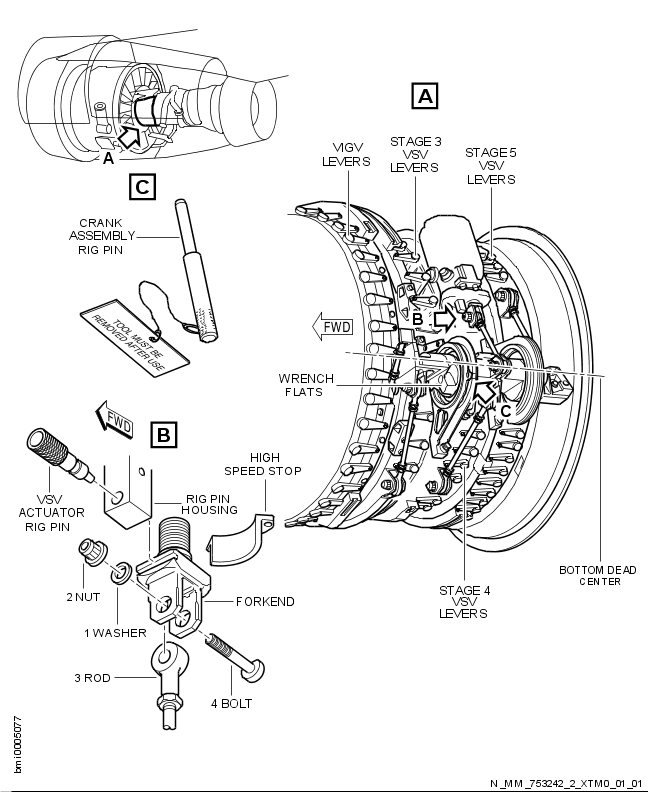 A
C
CRANK
ASSEMBLY
RIG PIN
TOOL MUST BE
REMOVED AFTER USE
A
VIGV
LEVERS
STAGE 3
VSV
LEVERS
STAGE 5
VSV
LEVERS
B
FWD
WRENCH
FLATS
C
STAGE 4
VSV
LEVERS
BOTTOM DEAD
CENTER
FWD
B
VSV
ACTUATOR
RIG PIN
RIG PIN
HOUSING
HIGH
SPEED STOP
2 NUT
1 WASHER
FORKEND
3 ROD
4 BOLT
bmi0005077
N_MM_753242_2_XTM0_01_01